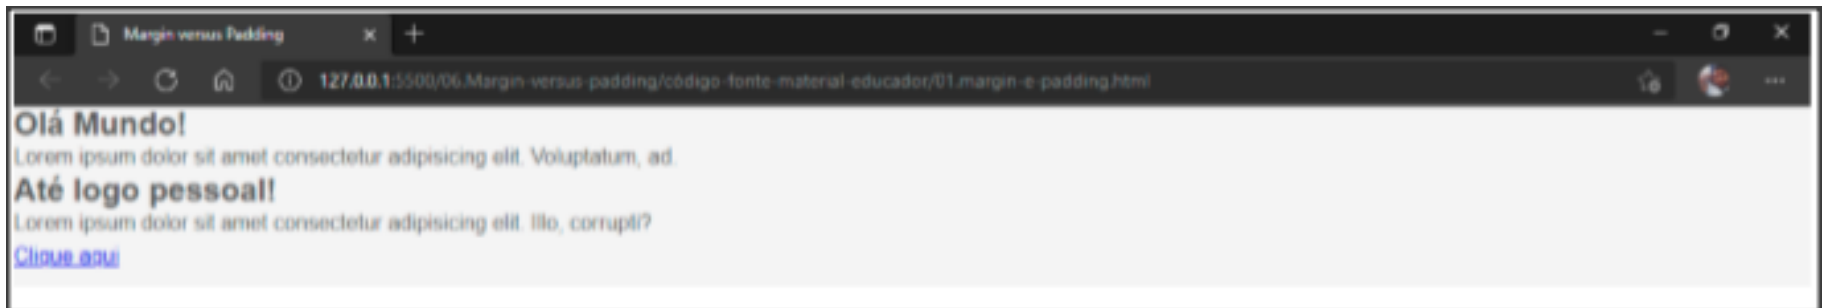 Margin versus Padding
127.0.0.1:5500/06.Margin-versus-padding/código-fonte-material-educador/01.margin-e-padding.html
Olá Mundo!
Lorem ipsum dolor sit amet consectetur adipisicing elit. Voluptatum, ad.
Até logo pessoal!
Lorem ipsum dolor sit amet consectetur adipisicing elit. Illo, corrupti?
Clique aqui